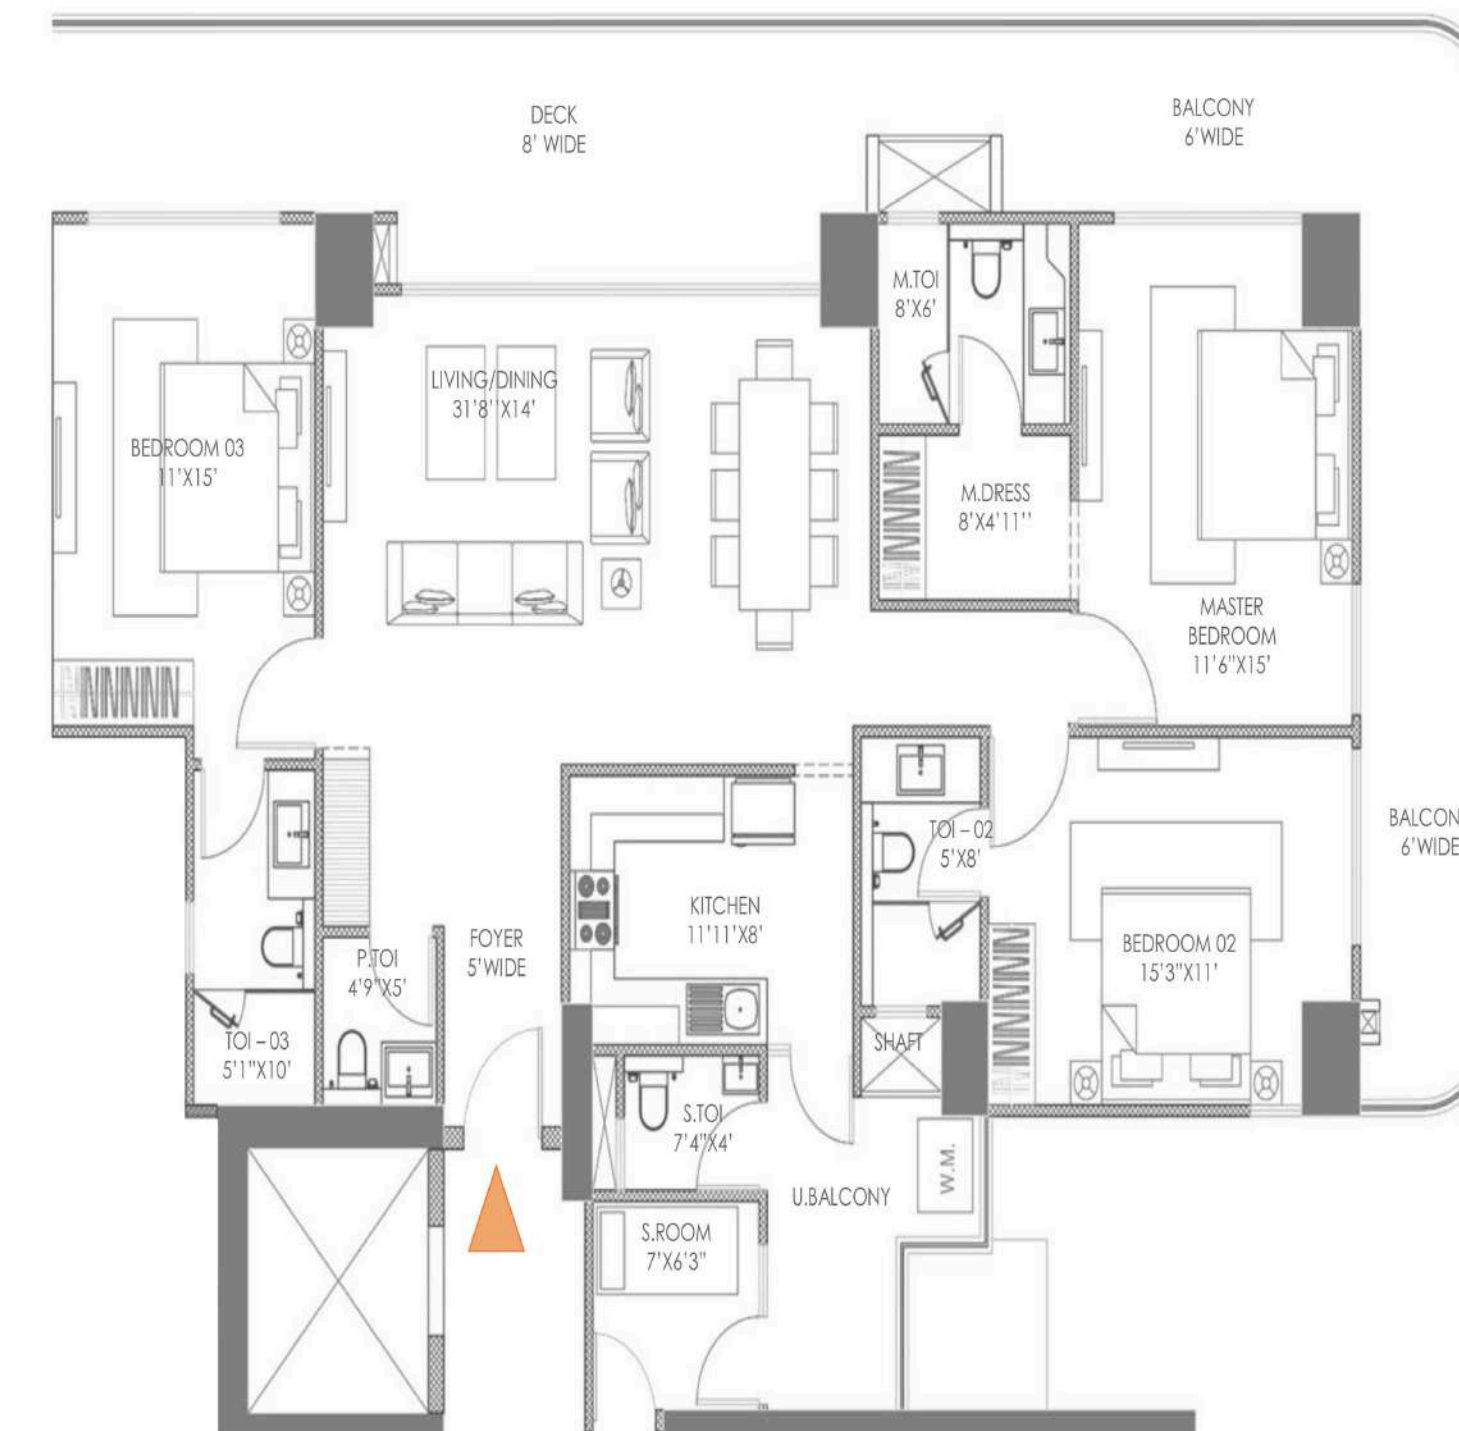 DECK
8' WIDE
BALCONY
6'WIDE
M.TOI
8'X6'
LIVING/DINING
31'8''X14'
BEDROOM 03
11'X15'
M.DRESS
8'X4'11''
MASTER
BEDROOM
11'6"X15'
BALCON
6'WIDE
TOI – 02
5'X8'
KITCHEN
11'11'X8'
FOYER
5'WIDE
P.TOI
4'9"X5'
BEDROOM 02
15'3"X11'
TOI – 03
5'1"X10'
SHAFT
S.TOI
7'4"X4'
W.M.
U.BALCONY
S.ROOM
7'X6'3"